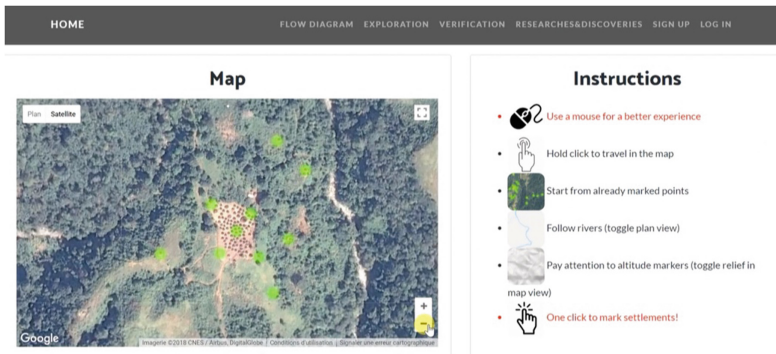 HOME
FLOW DIAGRAM EXPLORATION VERIFICATION RESEARCHES&DISCOVERIES SIGN UP LOG IN
Map
Plan Satellite
+
−
Google
Imagerie ©2018 CNES / Airbus, DigitalGlobe | Conditions d'utilisation | Signaler une erreur cartographique
Instructions
Use a mouse for a better experience
Hold click to travel in the map
Start from already marked points
Follow rivers (toggle plan view)
Pay attention to altitude markers (toggle relief in
map view)
One click to mark settlements!